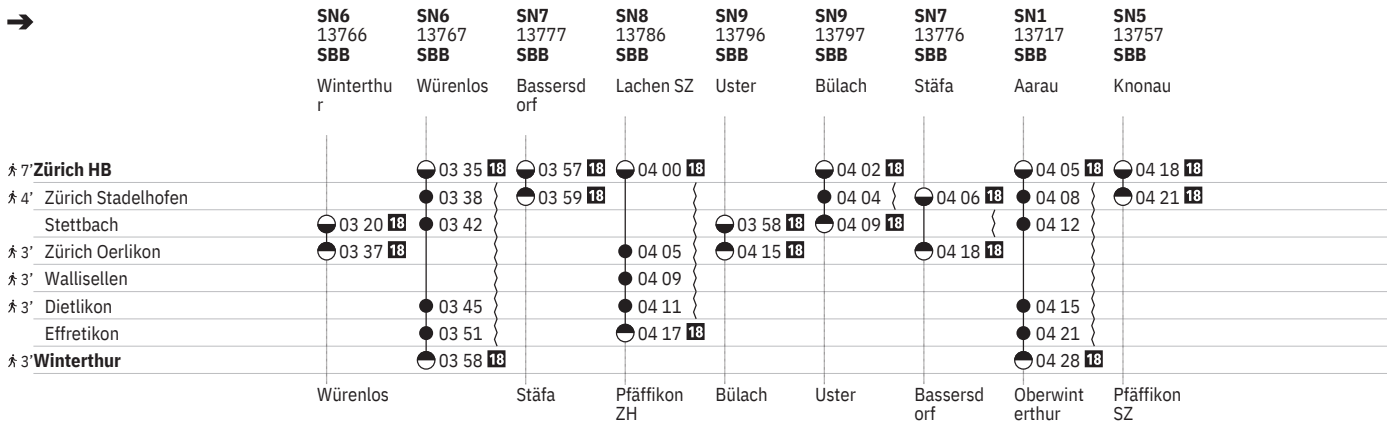 SN6 SN6 SN7 SN8 SN9 SN9 SN7 SN1 SN5
13766 13767 13777 13786 13796 13797 13776 13717 13757
SBB SBB SBB SBB SBB SBB SBB SBB SBB
Winterthu Würenlos Bassersd Lachen SZ Uster Bülach Stäfa Aarau Knonau
r orf
7' Zürich HB 03 35 18 03 57 18 04 00 18 04 02 18 04 05 18 04 18 18
4' Zürich Stadelhofen 03 38 03 59 18 04 04 04 06 18 04 08 04 21 18
Stettbach 03 20 18 03 42 03 58 18 04 09 18 04 12
3' Zürich Oerlikon 03 37 18 04 05 04 15 18 04 18 18
3' Wallisellen 04 09
3' Dietlikon 03 45 04 11 04 15
Effretikon 03 51 04 17 18 04 21
3' Winterthur 03 58 18 04 28 18
Würenlos Stäfa Pfäffikon Bülach Uster Bassersd Oberwint Pfäffikon
ZH orf erthur SZ